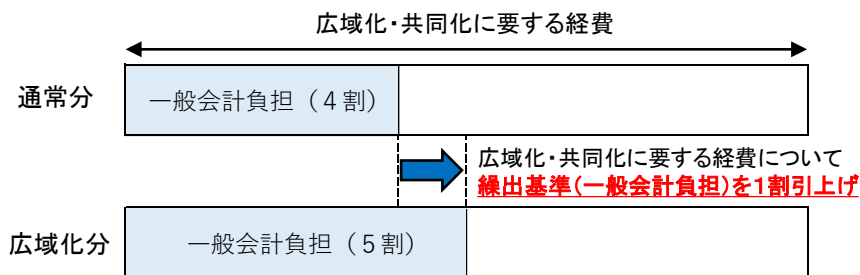 広域化・共同化に要する経費
通常分
一般会計負担（４割）
広域化・共同化に要する経費について
繰出基準(一般会計負担)を1割引上げ
広域化分
一般会計負担（５割）